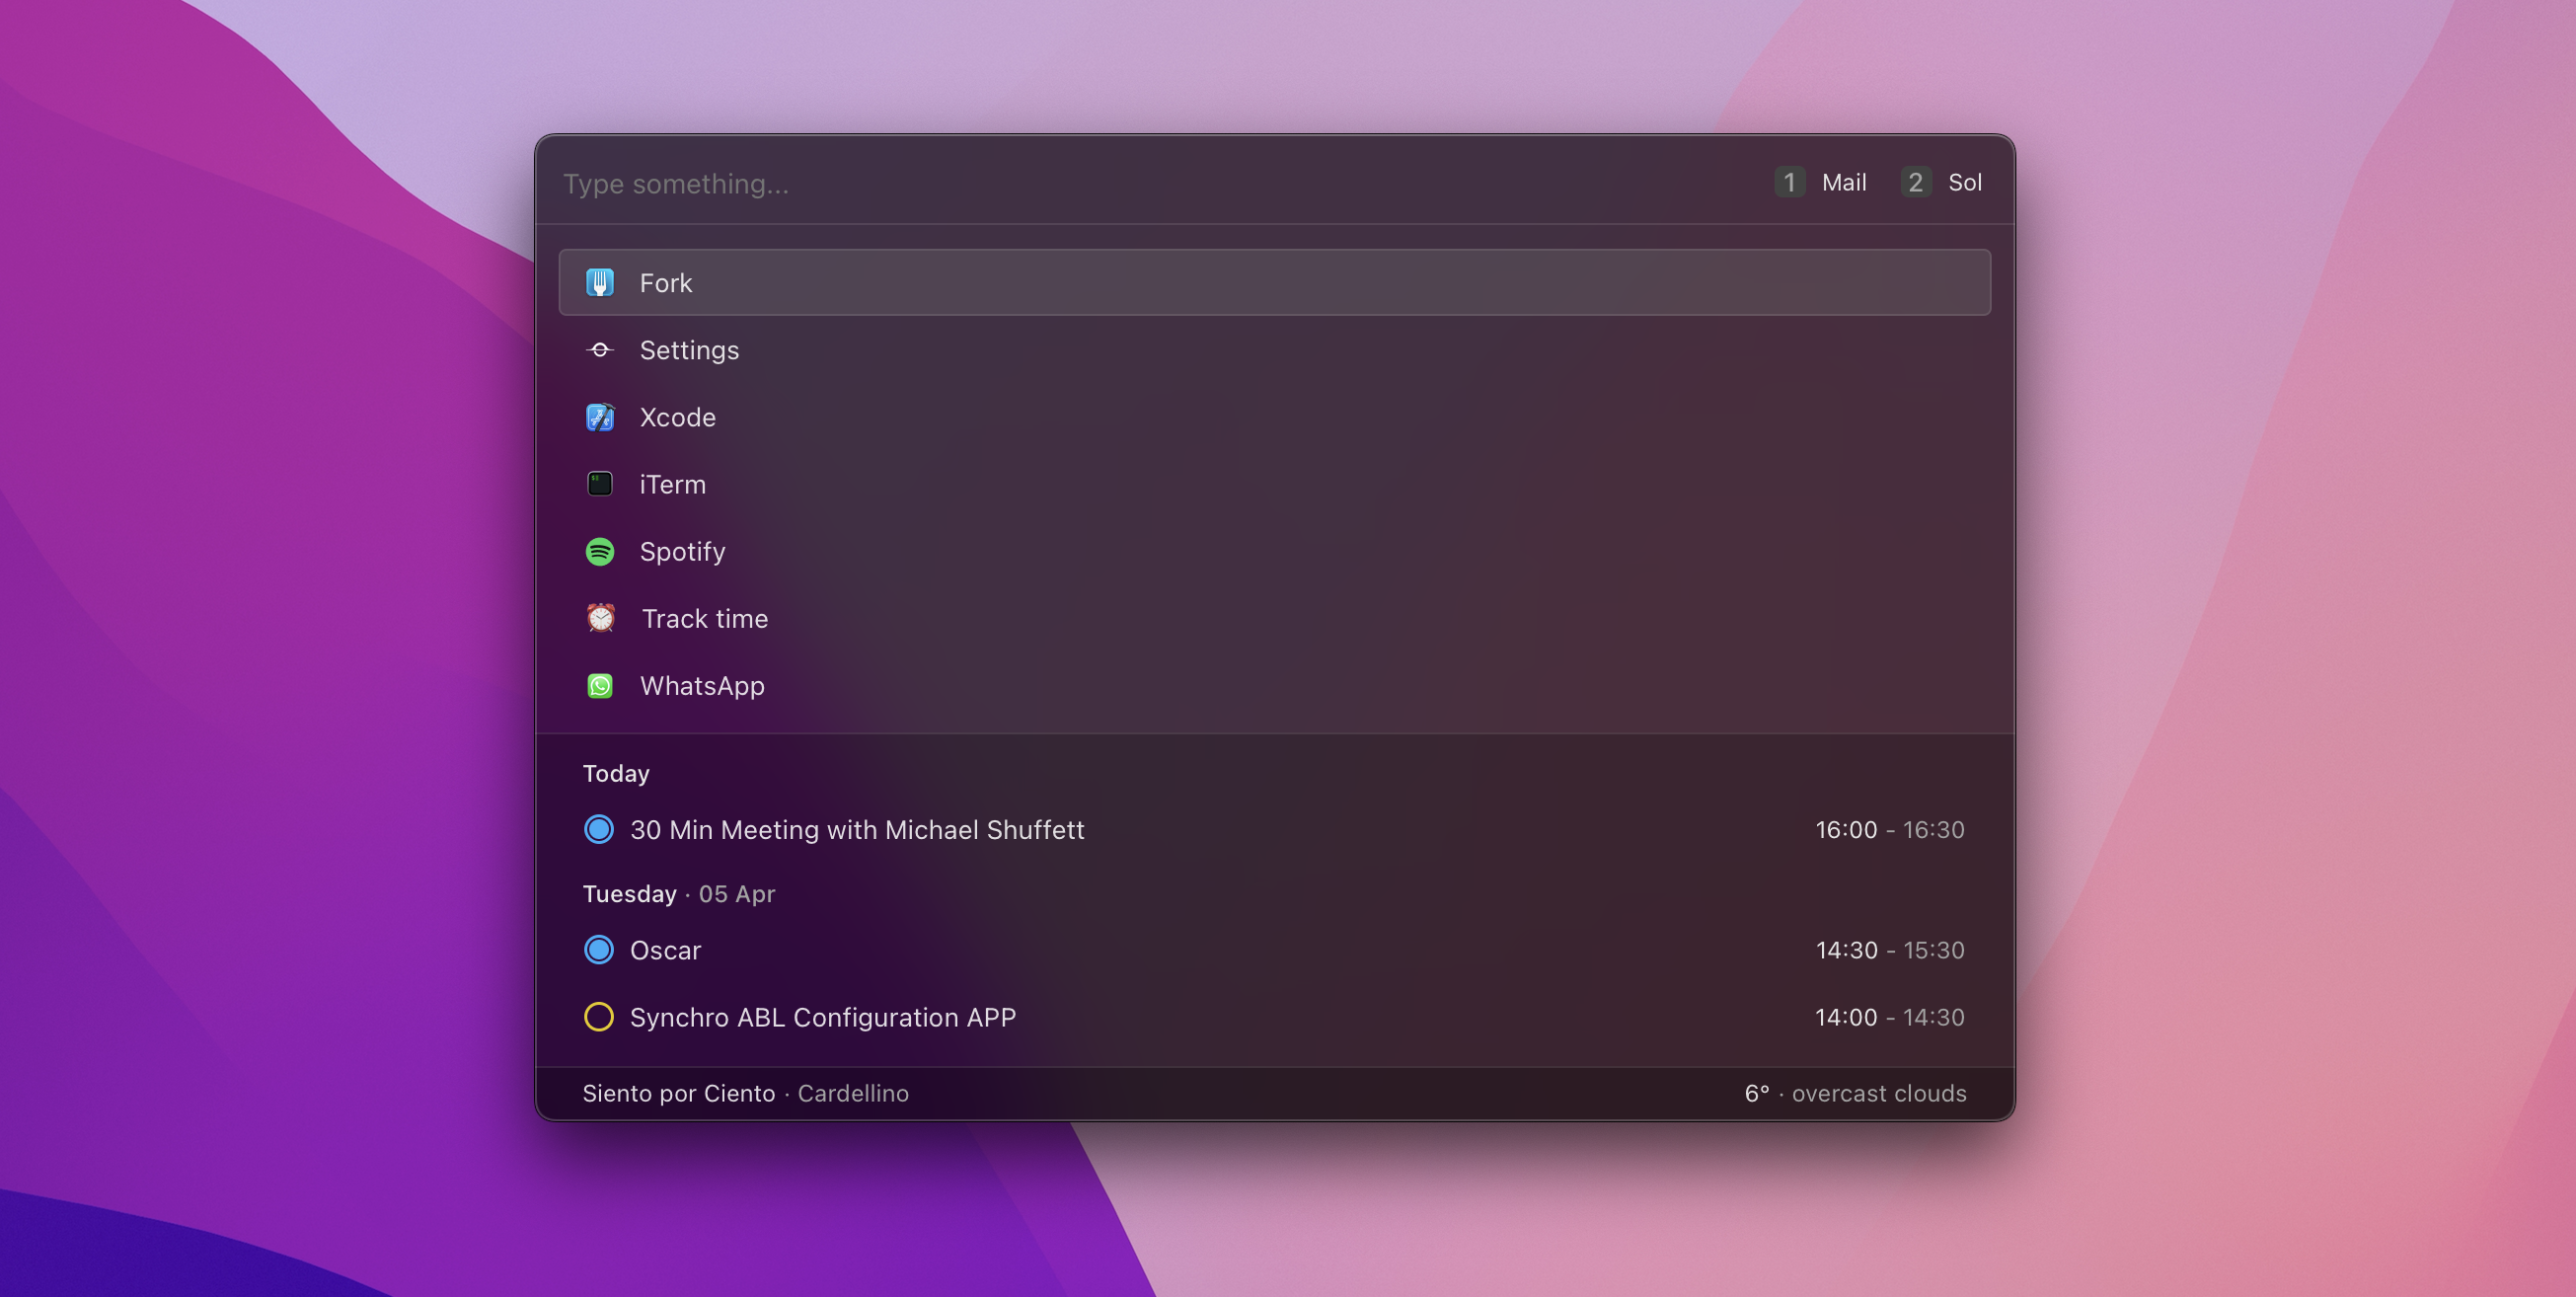 Type something... 1 Mail 2 Sol
Fork
Settings
Xcode
iTerm
Spotify
Track time
WhatsApp
Today
30 Min Meeting with Michael Shuffett 16:00 - 16:30
Tuesday · 05 Apr
Oscar 14:30 - 15:30
Synchro ABL Configuration APP 14:00 - 14:30
Siento por Ciento · Cardellino 6° · overcast clouds